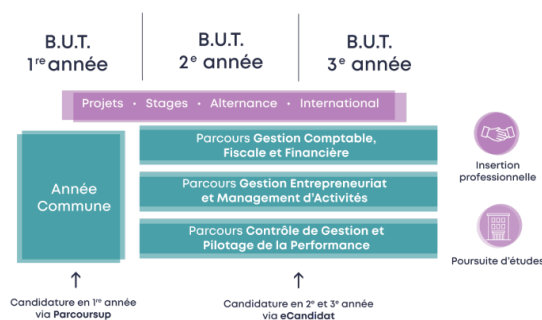 B.U.T.
1re année
B.U.T.
2e année
B.U.T.
3e année
Projets • Stages • Alternance • International
Année
Commune
Parcours Gestion Comptable,
Fiscale et Financière
Parcours Gestion Entrepreneuriat
et Management d'Activités
Parcours Contrôle de Gestion et
Pilotage de la Performance
Insertion
professionnelle
Poursuite d'études
Candidature en 1re année
via Parcoursup
Candidature en 2e et 3e année
via eCandidat